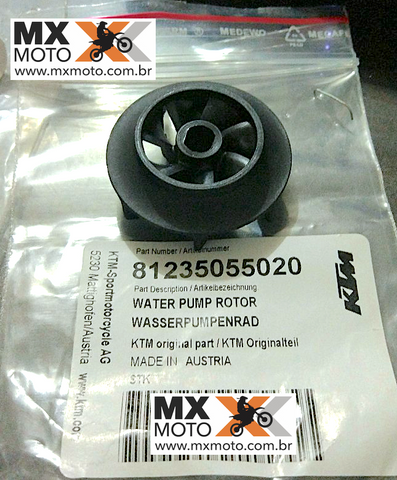 MX
MOTO
www.mxmoto.com.br
MEDEWD
Part Number / Artikelnummer
81235055020
Part Description / Artikelbezeichnung
WATER PUMP ROTOR
WASSERPUMPENRAD
KTM original part / KTM Originalteil
MADE IN AUSTRIA
KTM
KTM-Sportmotorcycle AG
5230 Mattighofen/Austria www.ktm.com
MX
MOTO
www.mxmoto.com.br